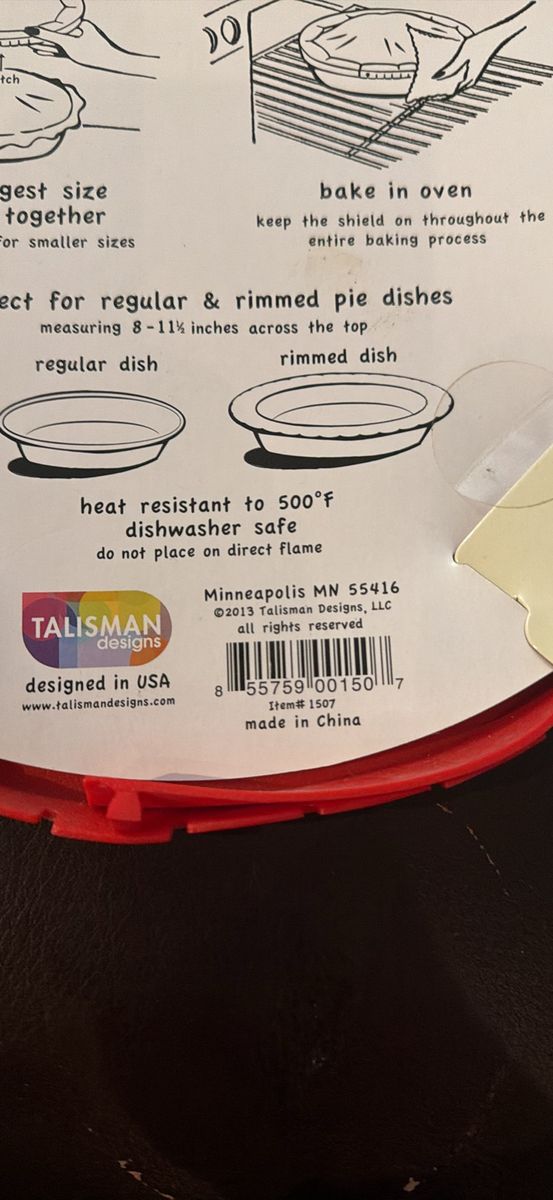 tch
gest size
together
for smaller sizes
bake in oven
keep the shield on throughout the
entire baking process
ect for regular & rimmed pie dishes
measuring 8-11½ inches across the top
regular dish
rimmed dish
heat resistant to 500°F
dishwasher safe
do not place on direct flame
TALISMAN
designs
designed in USA
www.talismandesigns.com
Minneapolis MN 55416
©2013 Talisman Designs, LLC
all rights reserved
8 55759 00150 7
Item# 1507
made in China